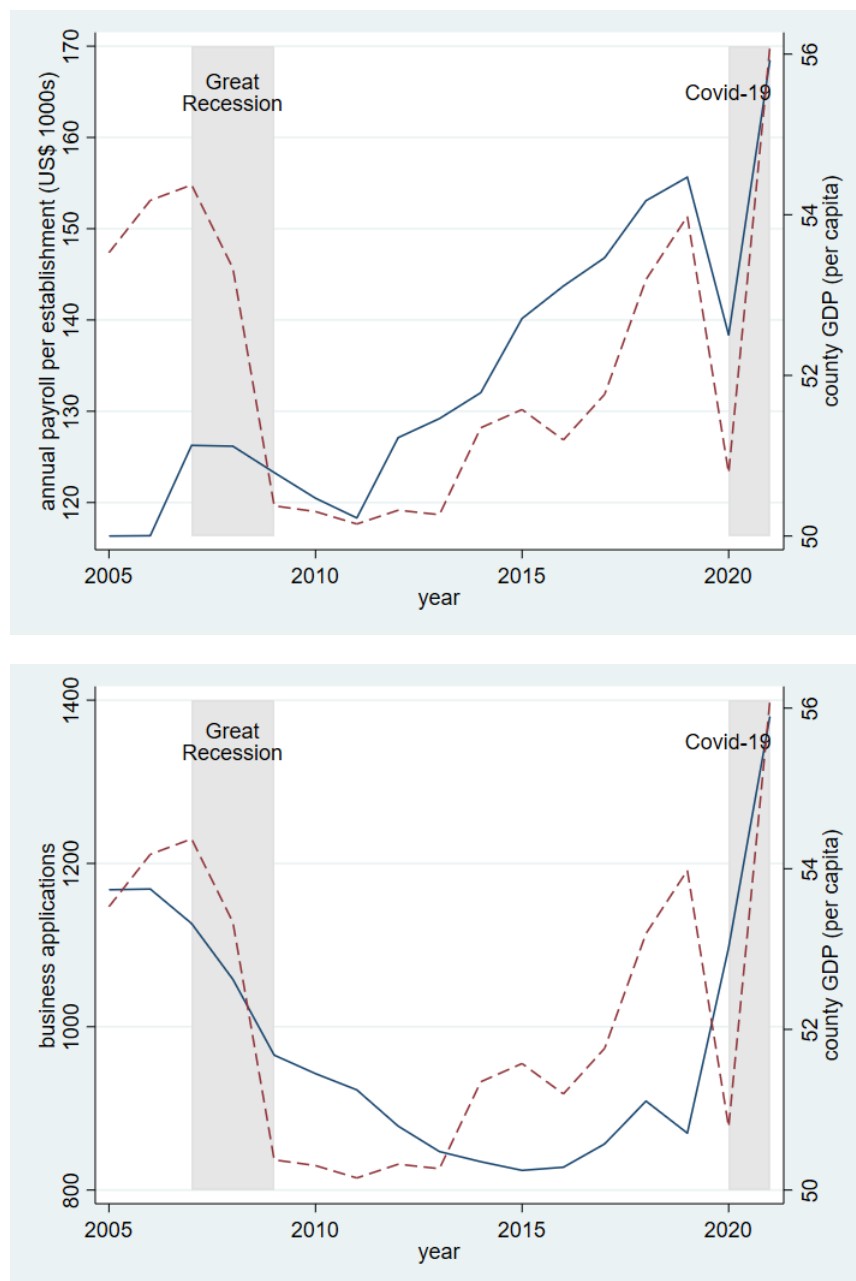 170
160
150
140
130
120
annual payroll per establishment (US$ 1000s)
Great
Recession
Covid-19
56
54
52
50
county GDP (per capita)
2005
2010
2015
2020
year
1400
1200
1000
800
business applications
Great
Recession
Covid-19
56
54
52
50
county GDP (per capita)
2005
2010
2015
2020
year